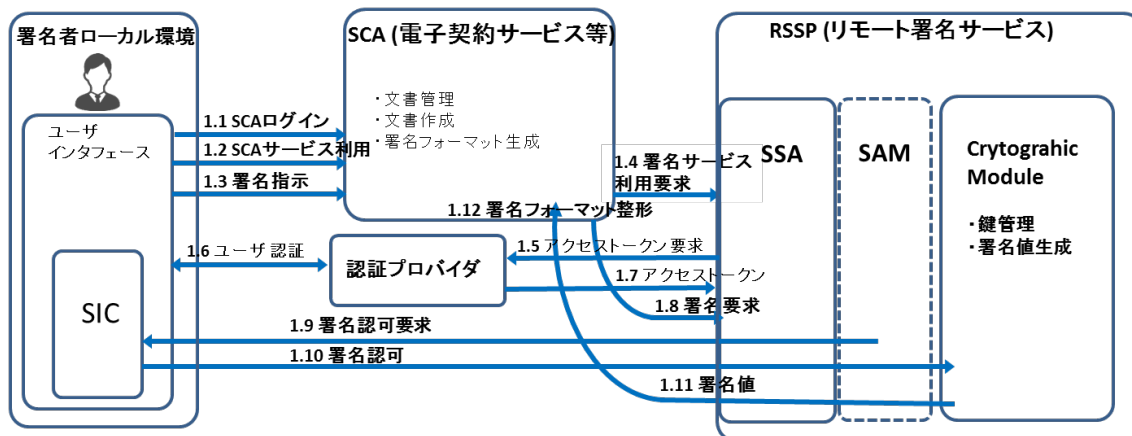 署名者ローカル環境
ユーザ
インタフェース
SIC
SCA (電子契約サービス等)
・文書管理
・文書作成
・署名フォーマット生成
RSSP (リモート署名サービス)
SSA
SAM
Crytograhic
Module
・鍵管理
・署名値生成
1.1 SCAログイン
1.2 SCAサービス利用
1.3 署名指示
1.4 署名サービス
利用要求
1.12 署名フォーマット整形
1.5 アクセストークン要求
1.6 ユーザ認証
認証プロバイダ
1.7 アクセストークン
1.8 署名要求
1.9 署名認可要求
1.10 署名認可
1.11 署名値